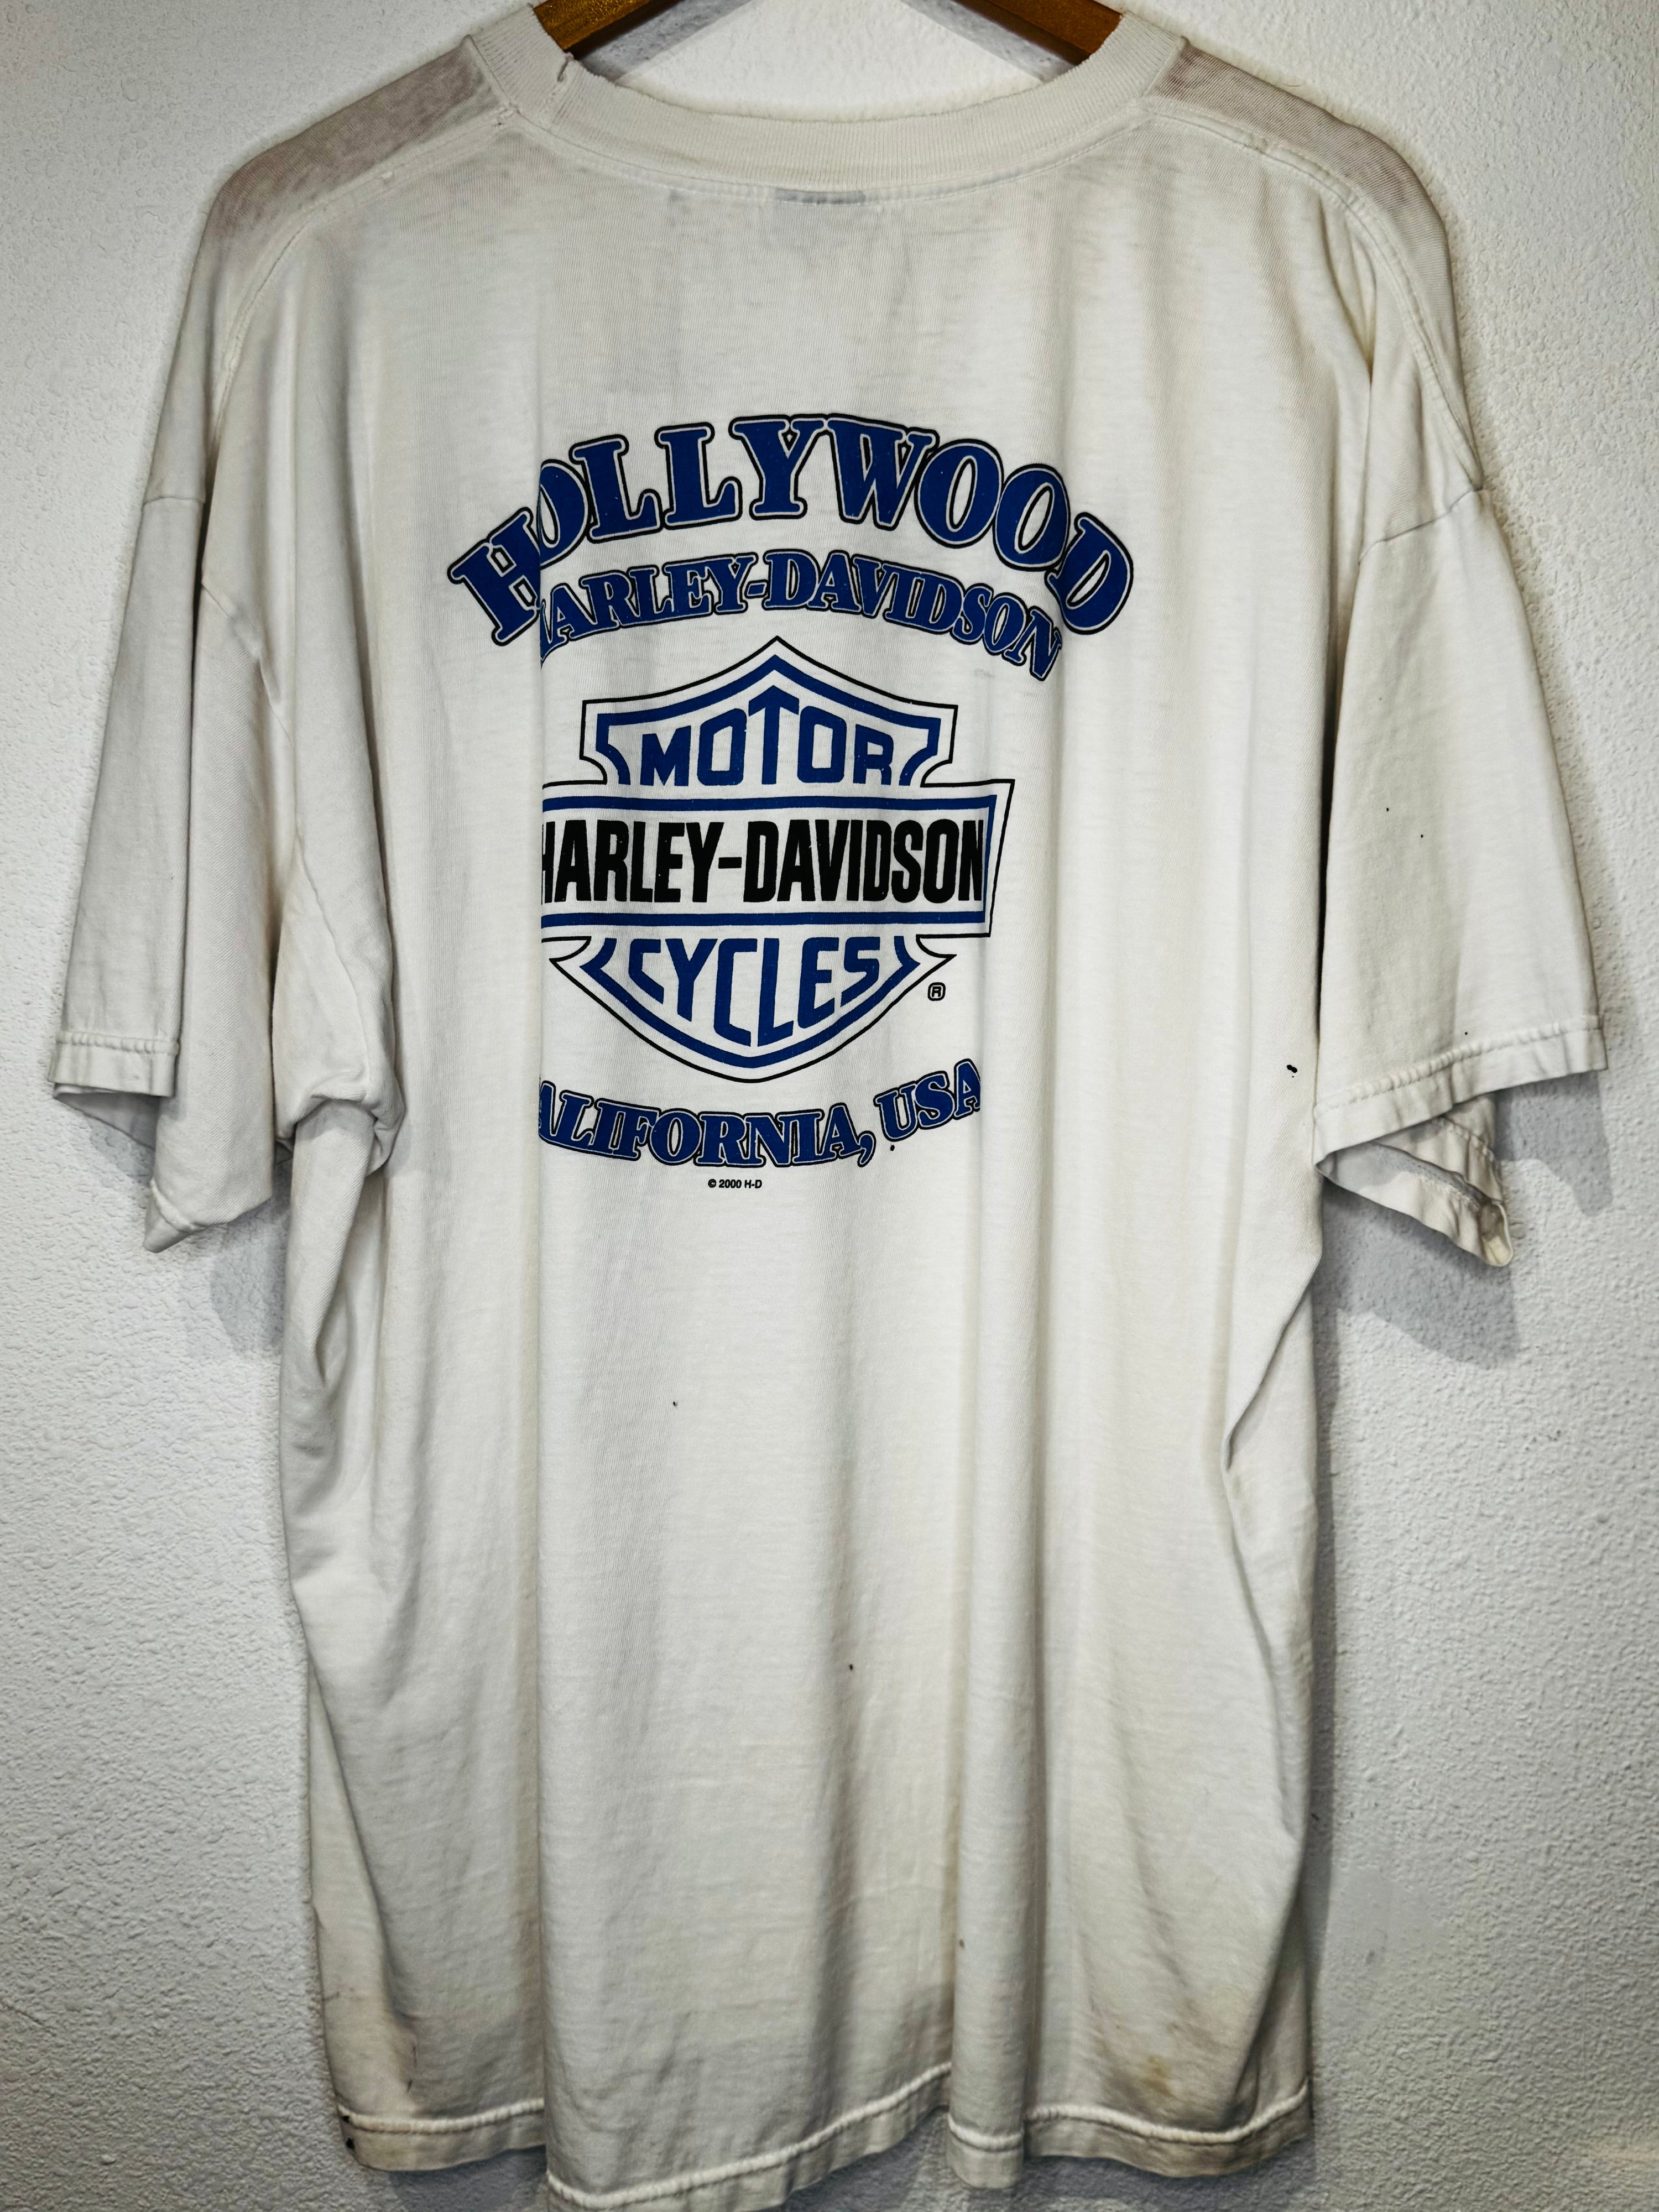 HOLLYWOOD
HARLEY-DAVIDSON
MOTOR
HARLEY-DAVIDSON
CYCLES
®
CALIFORNIA, USA
© 2000 H-D